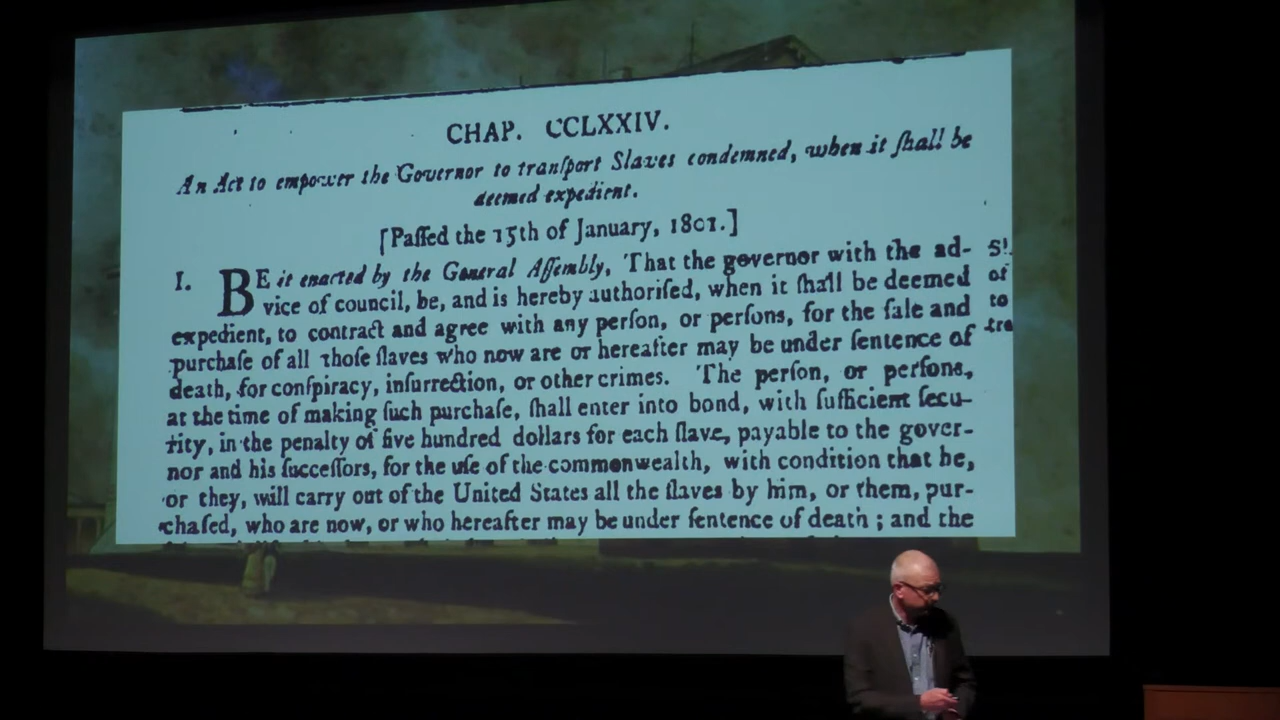 CHAP. CCLXXIV.
An Act to empower the Governor to tranſport Slaves condemned, when it ſhall be
deemed expedient.
[Paſſed the 15th of January, 1801.]
I. BE it enacted by the General Aſſembly, That the governor with the ad-
vice of council, be, and is hereby authoriſed, when it ſhall be deemed
expedient, to contract and agree with any perſon, or perſons, for the ſale and
purchaſe of all thoſe ſlaves who now are or hereafter may be under ſentence of
death, for conſpiracy, inſurrection, or other crimes. The perſon, or perſons,
at the time of making ſuch purchaſe, ſhall enter into bond, with ſufficient ſecu-
rity, in the penalty of five hundred dollars for each ſlave, payable to the gover-
nor and his ſucceſſors, for the uſe of the commonwealth, with condition that he,
or they, will carry out of the United States all the ſlaves by him, or them, pur-
chaſed, who are now, or who hereafter may be under ſentence of death ; and the
of
to